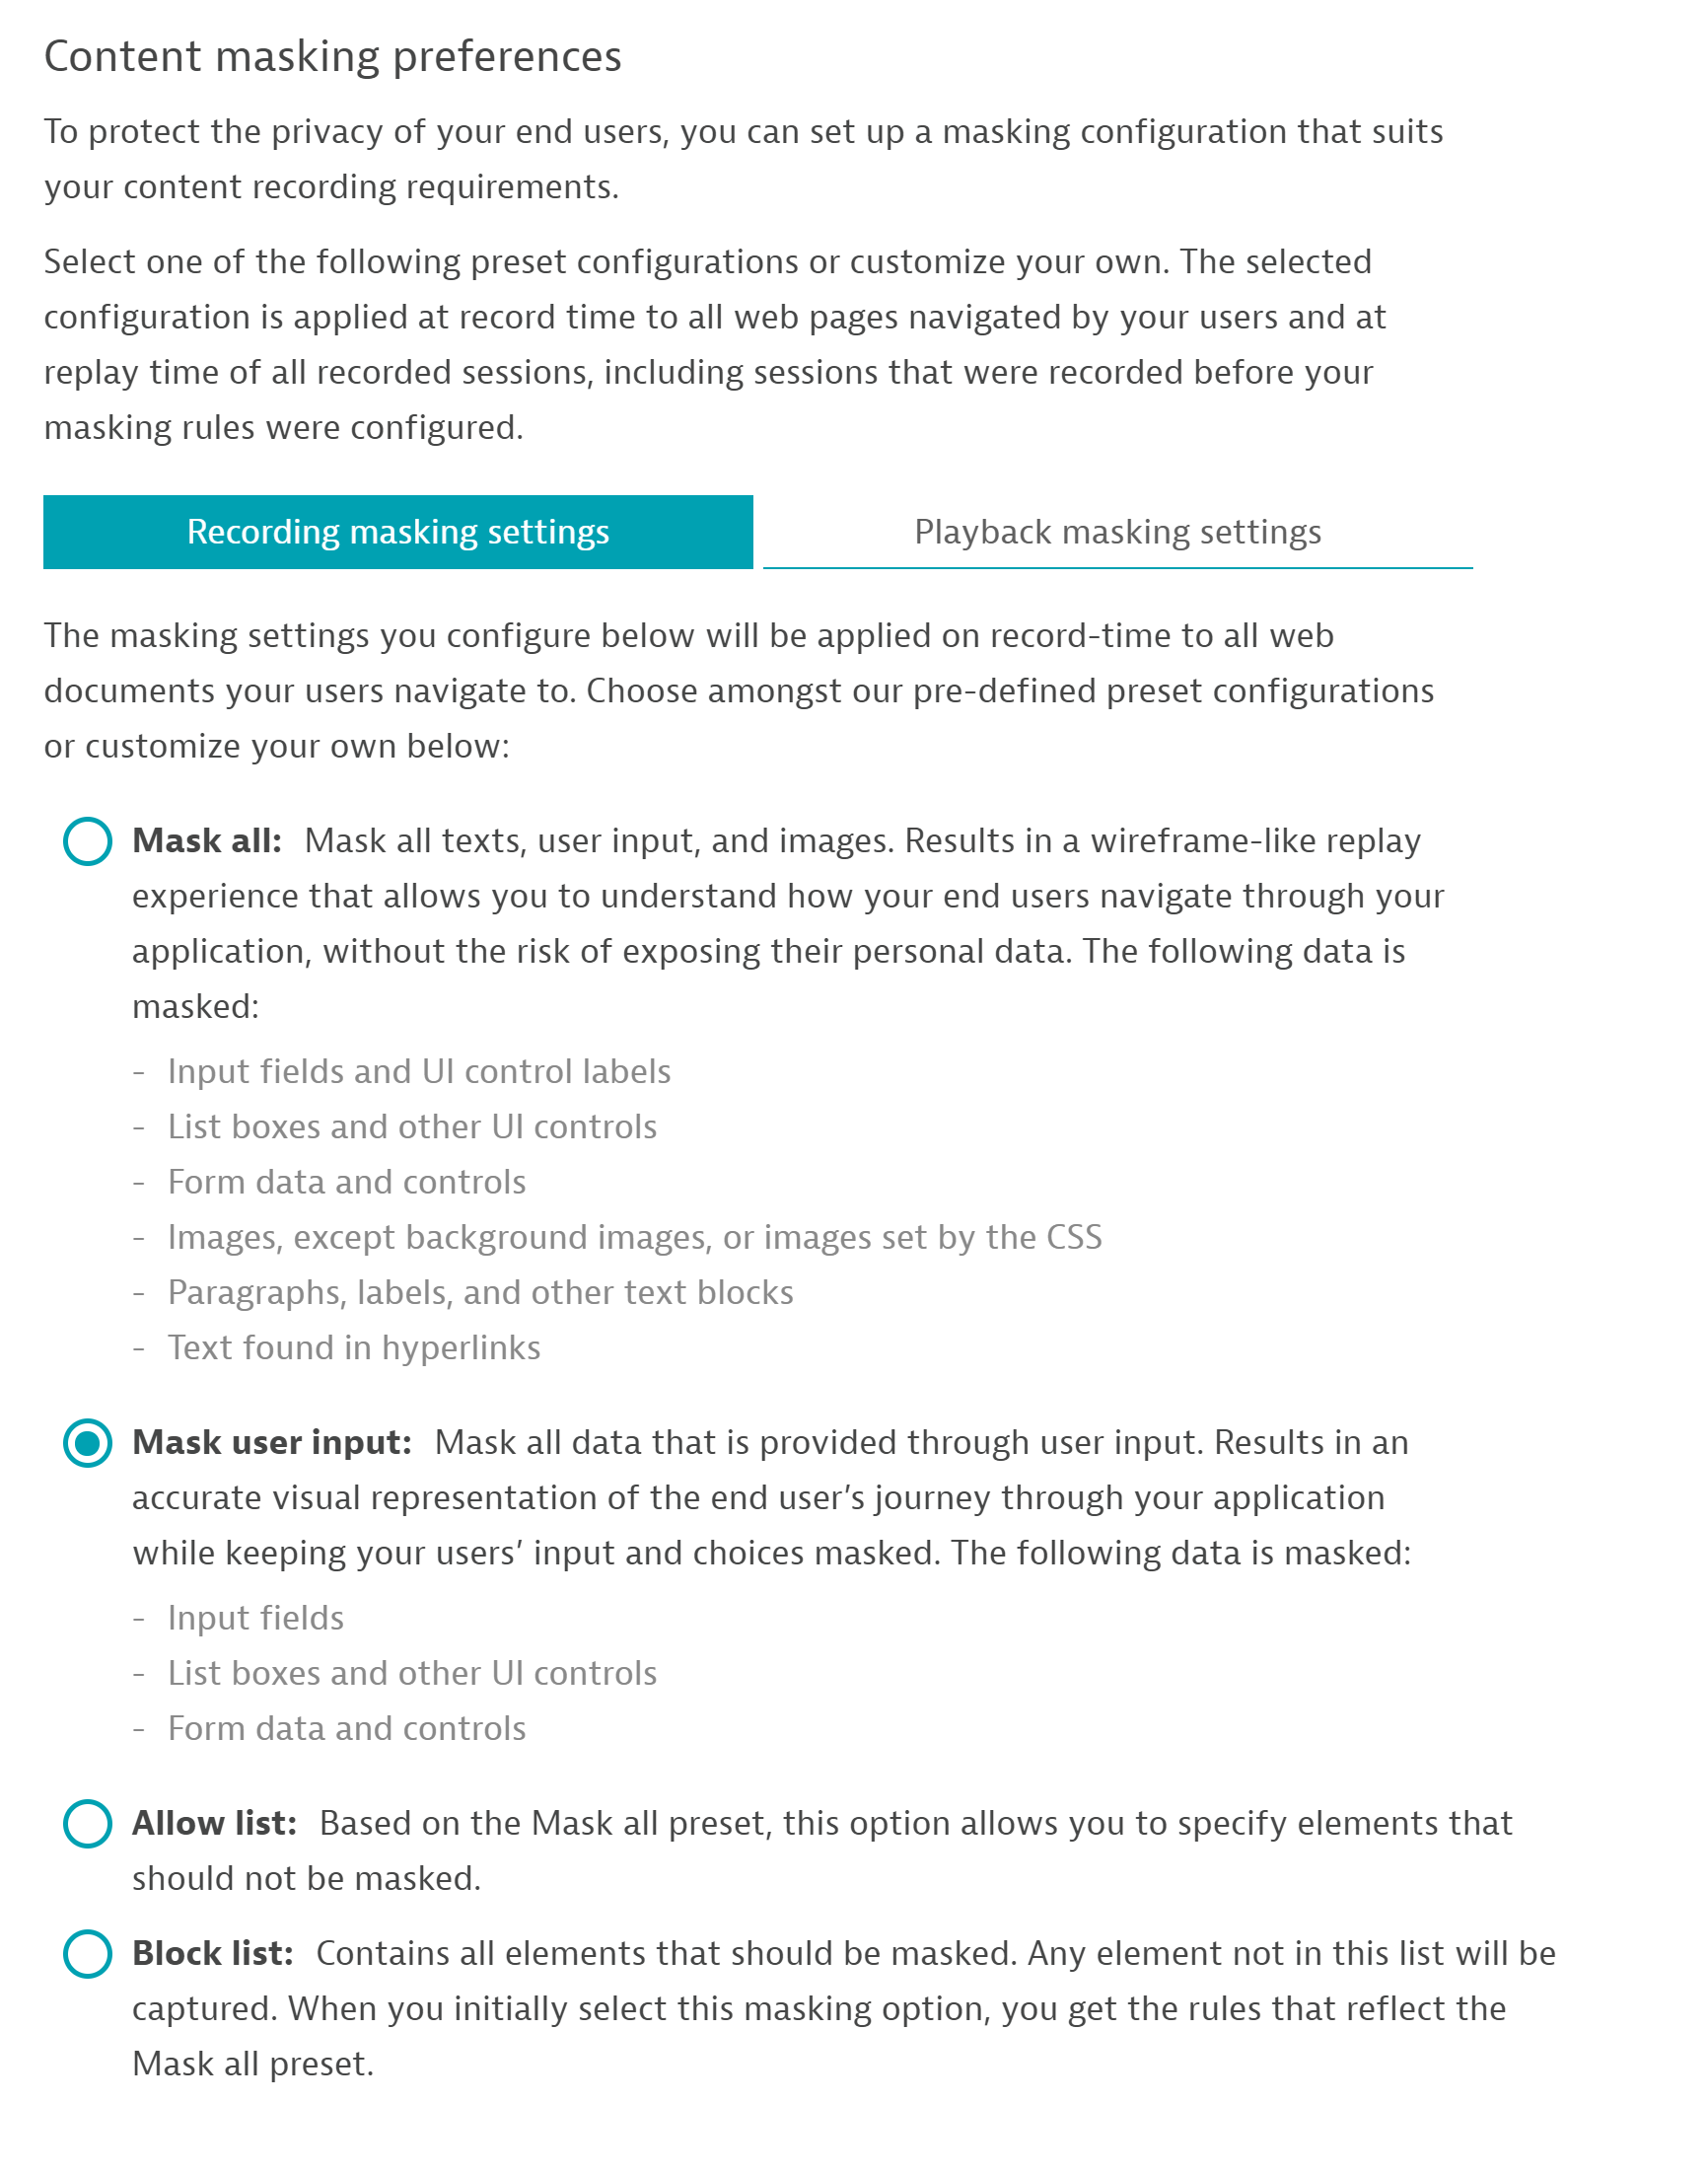 Content masking preferences
To protect the privacy of your end users, you can set up a masking configuration that suits
your content recording requirements.
Select one of the following preset configurations or customize your own. The selected
configuration is applied at record time to all web pages navigated by your users and at
replay time of all recorded sessions, including sessions that were recorded before your
masking rules were configured.
Recording masking settings
Playback masking settings
The masking settings you configure below will be applied on record-time to all web
documents your users navigate to. Choose amongst our pre-defined preset configurations
or customize your own below:
Mask all: Mask all texts, user input, and images. Results in a wireframe-like replay
experience that allows you to understand how your end users navigate through your
application, without the risk of exposing their personal data. The following data is
masked:
- Input fields and UI control labels
- List boxes and other UI controls
- Form data and controls
- Images, except background images, or images set by the CSS
- Paragraphs, labels, and other text blocks
- Text found in hyperlinks
Mask user input: Mask all data that is provided through user input. Results in an
accurate visual representation of the end user’s journey through your application
while keeping your users’ input and choices masked. The following data is masked:
- Input fields
- List boxes and other UI controls
- Form data and controls
Allow list: Based on the Mask all preset, this option allows you to specify elements that
should not be masked.
Block list: Contains all elements that should be masked. Any element not in this list will be
captured. When you initially select this masking option, you get the rules that reflect the
Mask all preset.